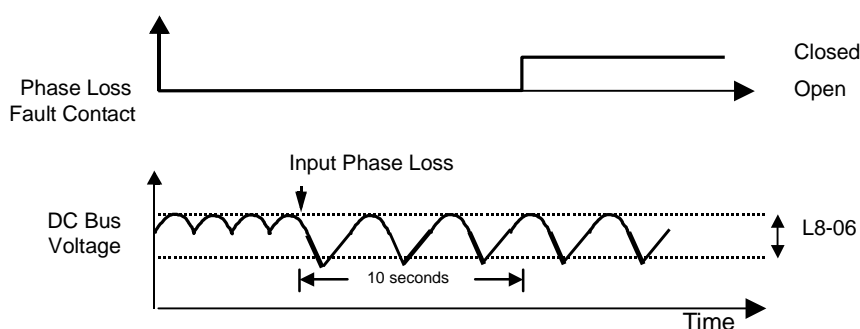 Closed
Phase Loss
Fault Contact
Open
Input Phase Loss
DC Bus
Voltage
L8-06
10 seconds
Time